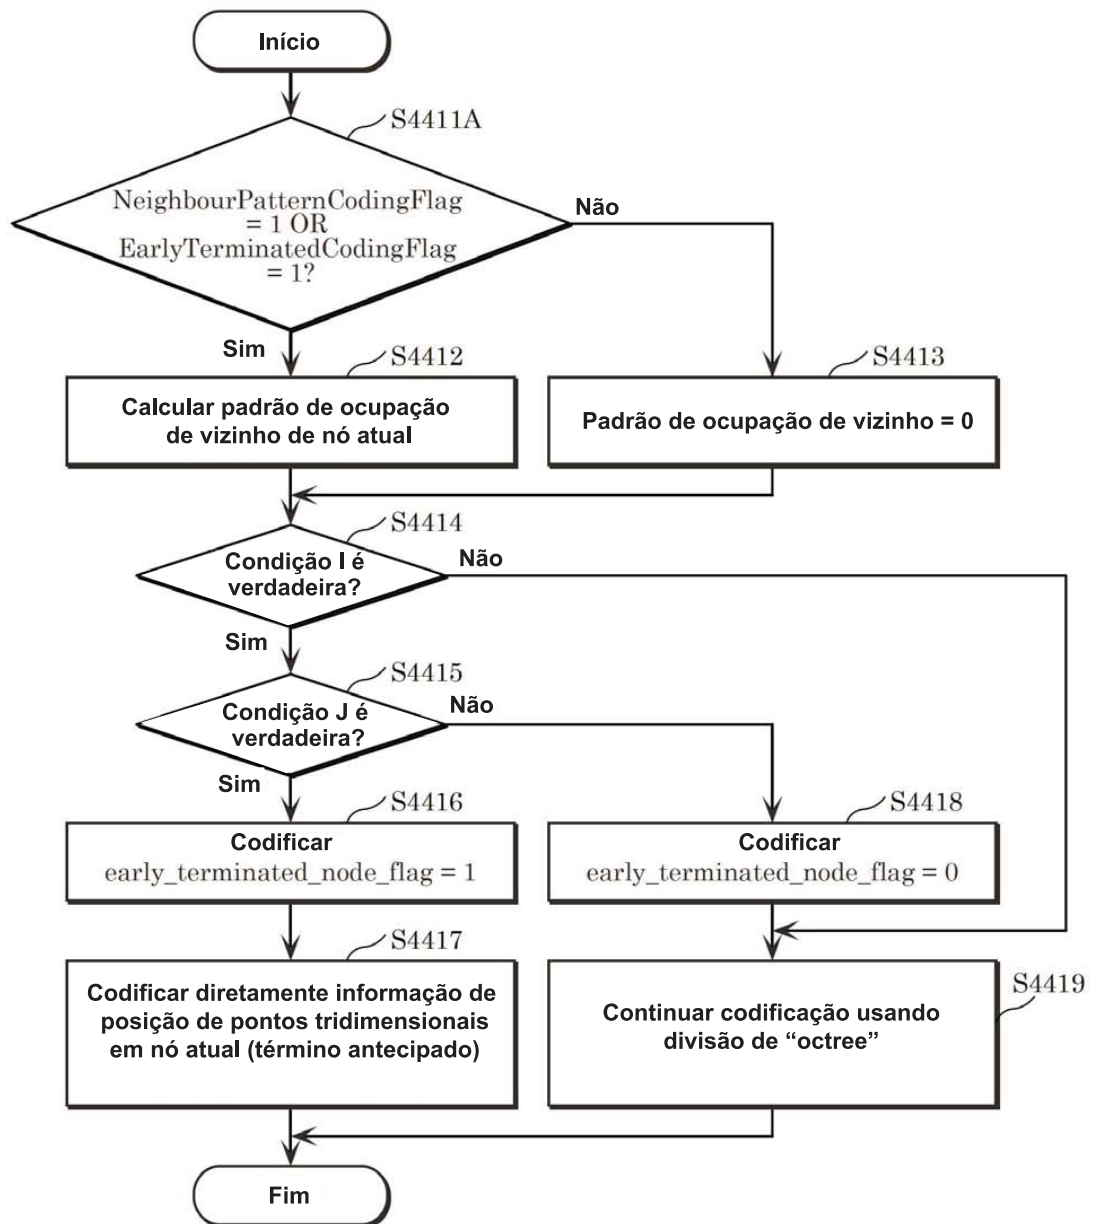 Início
S4411A
NeighbourPatternCodingFlag
= 1 OR
EarlyTerminatedCodingFlag
= 1?
Não
Sim
S4412
S4413
Calcular padrão de ocupação
de vizinho de nó atual
Padrão de ocupação de vizinho = 0
S4414
Condição I é
verdadeira?
Não
Sim
S4415
Condição J é
verdadeira?
Não
Sim
S4416
S4418
Codificar
early_terminated_node_flag = 1
Codificar
early_terminated_node_flag = 0
S4417
S4419
Codificar diretamente informação de
posição de pontos tridimensionais
em nó atual (término antecipado)
Continuar codificação usando
divisão de “octree”
Fim